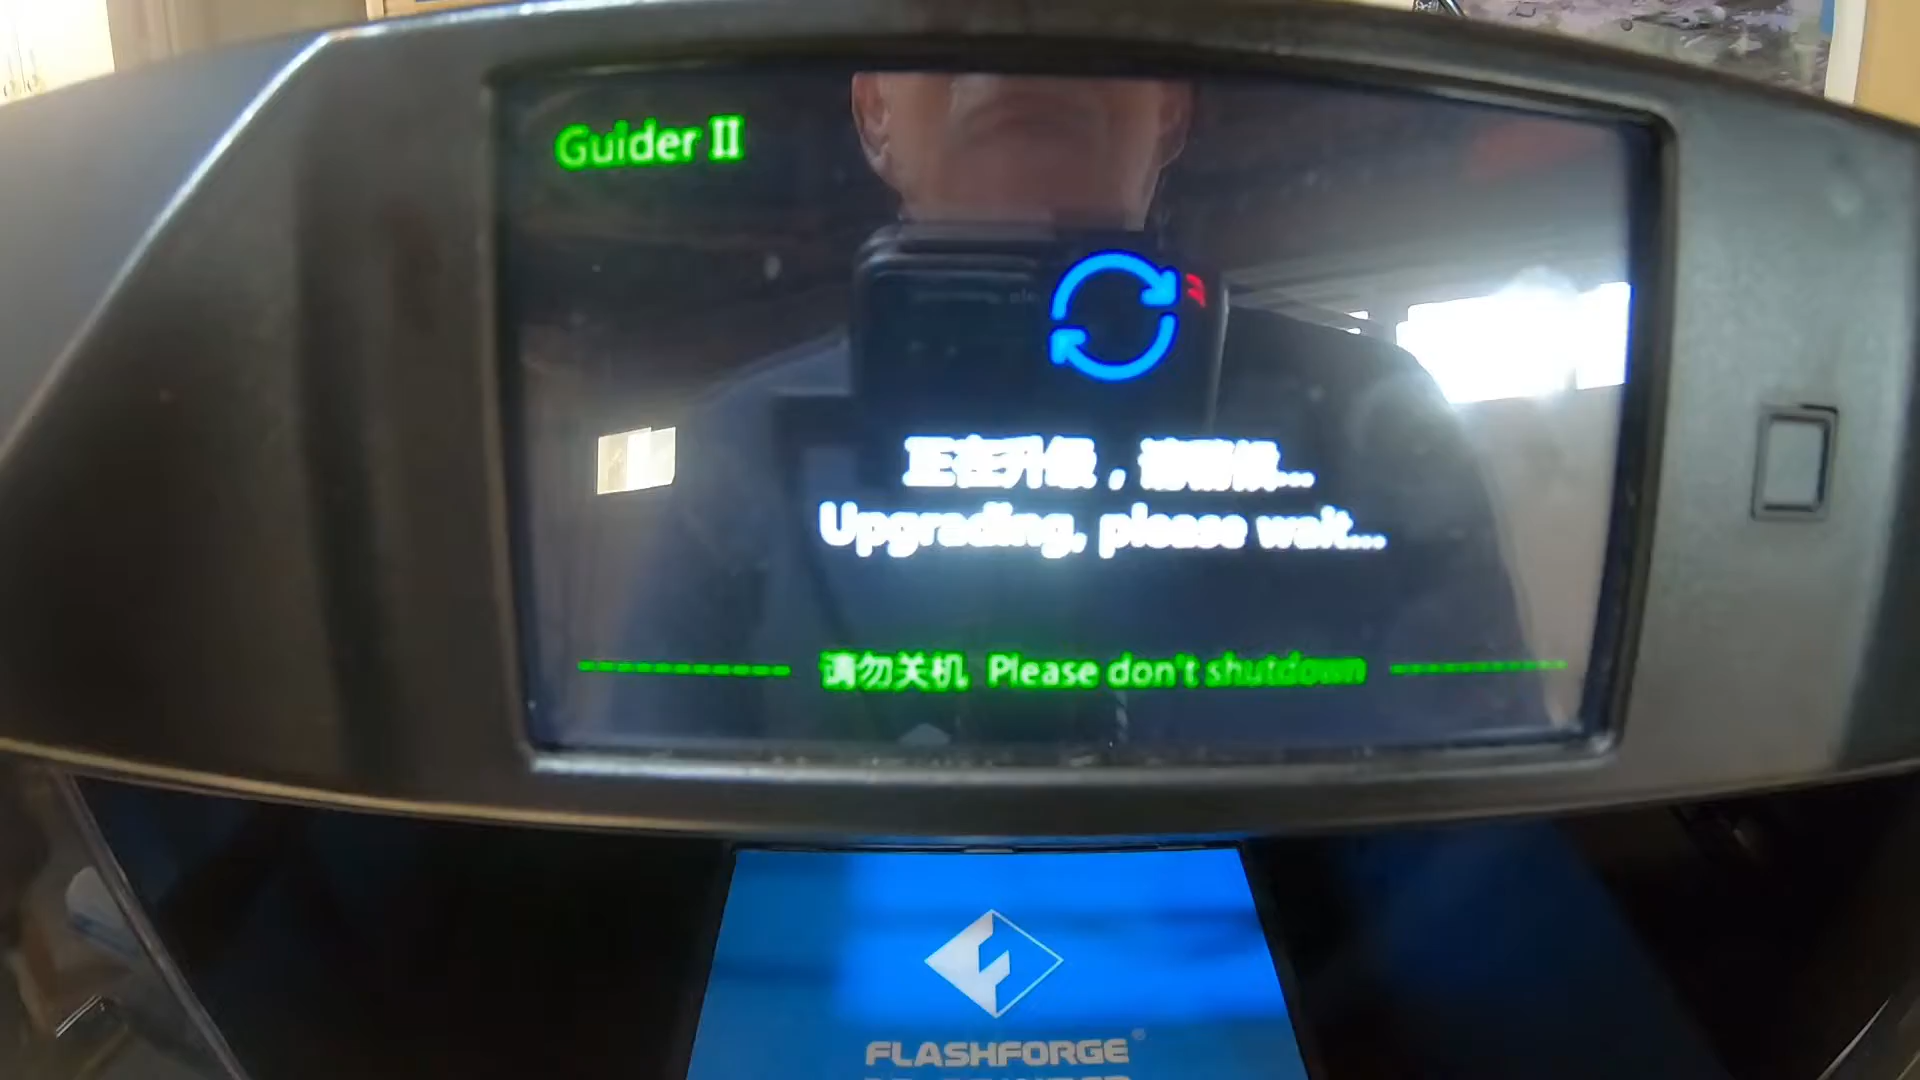 Guider II
正在升级，请稍候...
Upgrading, please wait...
请勿关机 Please don't shutdown
FLASHFORGE®